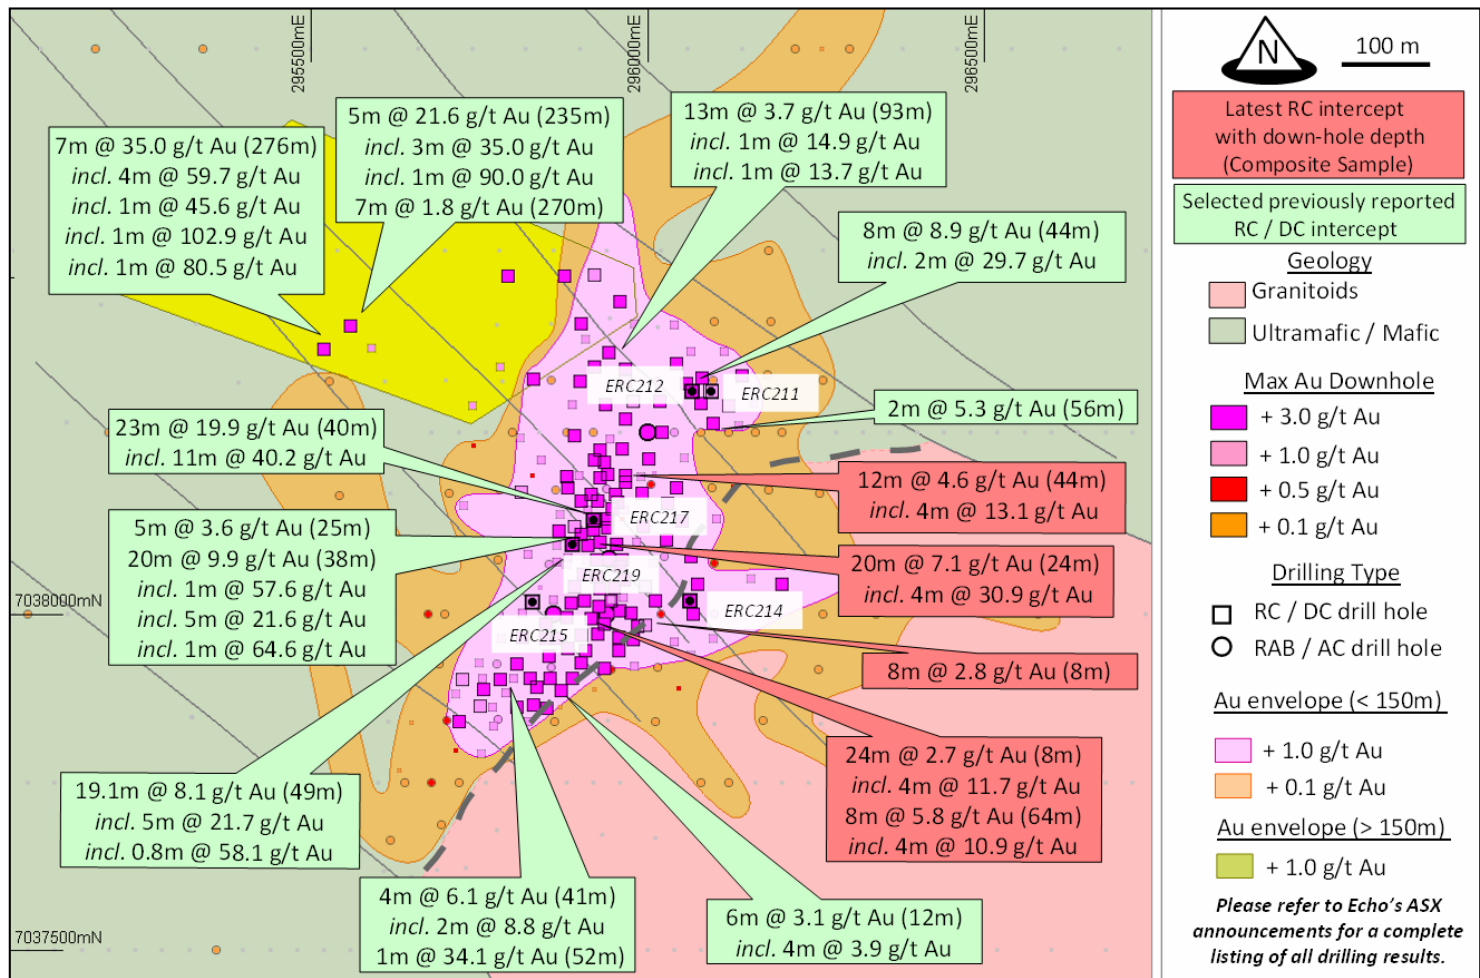 295500mE
296000mE
296500mE
7038000mN
7037500mN
7m @ 35.0 g/t Au (276m)
incl. 4m @ 59.7 g/t Au
incl. 1m @ 45.6 g/t Au
incl. 1m @ 102.9 g/t Au
incl. 1m @ 80.5 g/t Au
5m @ 21.6 g/t Au (235m)
incl. 3m @ 35.0 g/t Au
incl. 1m @ 90.0 g/t Au
7m @ 1.8 g/t Au (270m)
13m @ 3.7 g/t Au (93m)
incl. 1m @ 14.9 g/t Au
incl. 1m @ 13.7 g/t Au
8m @ 8.9 g/t Au (44m)
incl. 2m @ 29.7 g/t Au
ERC212
ERC211
2m @ 5.3 g/t Au (56m)
23m @ 19.9 g/t Au (40m)
incl. 11m @ 40.2 g/t Au
12m @ 4.6 g/t Au (44m)
incl. 4m @ 13.1 g/t Au
ERC217
5m @ 3.6 g/t Au (25m)
20m @ 9.9 g/t Au (38m)
incl. 1m @ 57.6 g/t Au
incl. 5m @ 21.6 g/t Au
incl. 1m @ 64.6 g/t Au
20m @ 7.1 g/t Au (24m)
incl. 4m @ 30.9 g/t Au
ERC219
ERC214
ERC215
8m @ 2.8 g/t Au (8m)
24m @ 2.7 g/t Au (8m)
incl. 4m @ 11.7 g/t Au
8m @ 5.8 g/t Au (64m)
incl. 4m @ 10.9 g/t Au
19.1m @ 8.1 g/t Au (49m)
incl. 5m @ 21.7 g/t Au
incl. 0.8m @ 58.1 g/t Au
4m @ 6.1 g/t Au (41m)
incl. 2m @ 8.8 g/t Au
1m @ 34.1 g/t Au (52m)
6m @ 3.1 g/t Au (12m)
incl. 4m @ 3.9 g/t Au
N
100 m
Latest RC intercept
with down-hole depth
(Composite Sample)
Selected previously reported
RC / DC intercept
Geology
Granitoids
Ultramafic / Mafic
Max Au Downhole
+ 3.0 g/t Au
+ 1.0 g/t Au
+ 0.5 g/t Au
+ 0.1 g/t Au
Drilling Type
RC / DC drill hole
RAB / AC drill hole
Au envelope (< 150m)
+ 1.0 g/t Au
+ 0.1 g/t Au
Au envelope (> 150m)
+ 1.0 g/t Au
Please refer to Echo's ASX
announcements for a complete
listing of all drilling results.